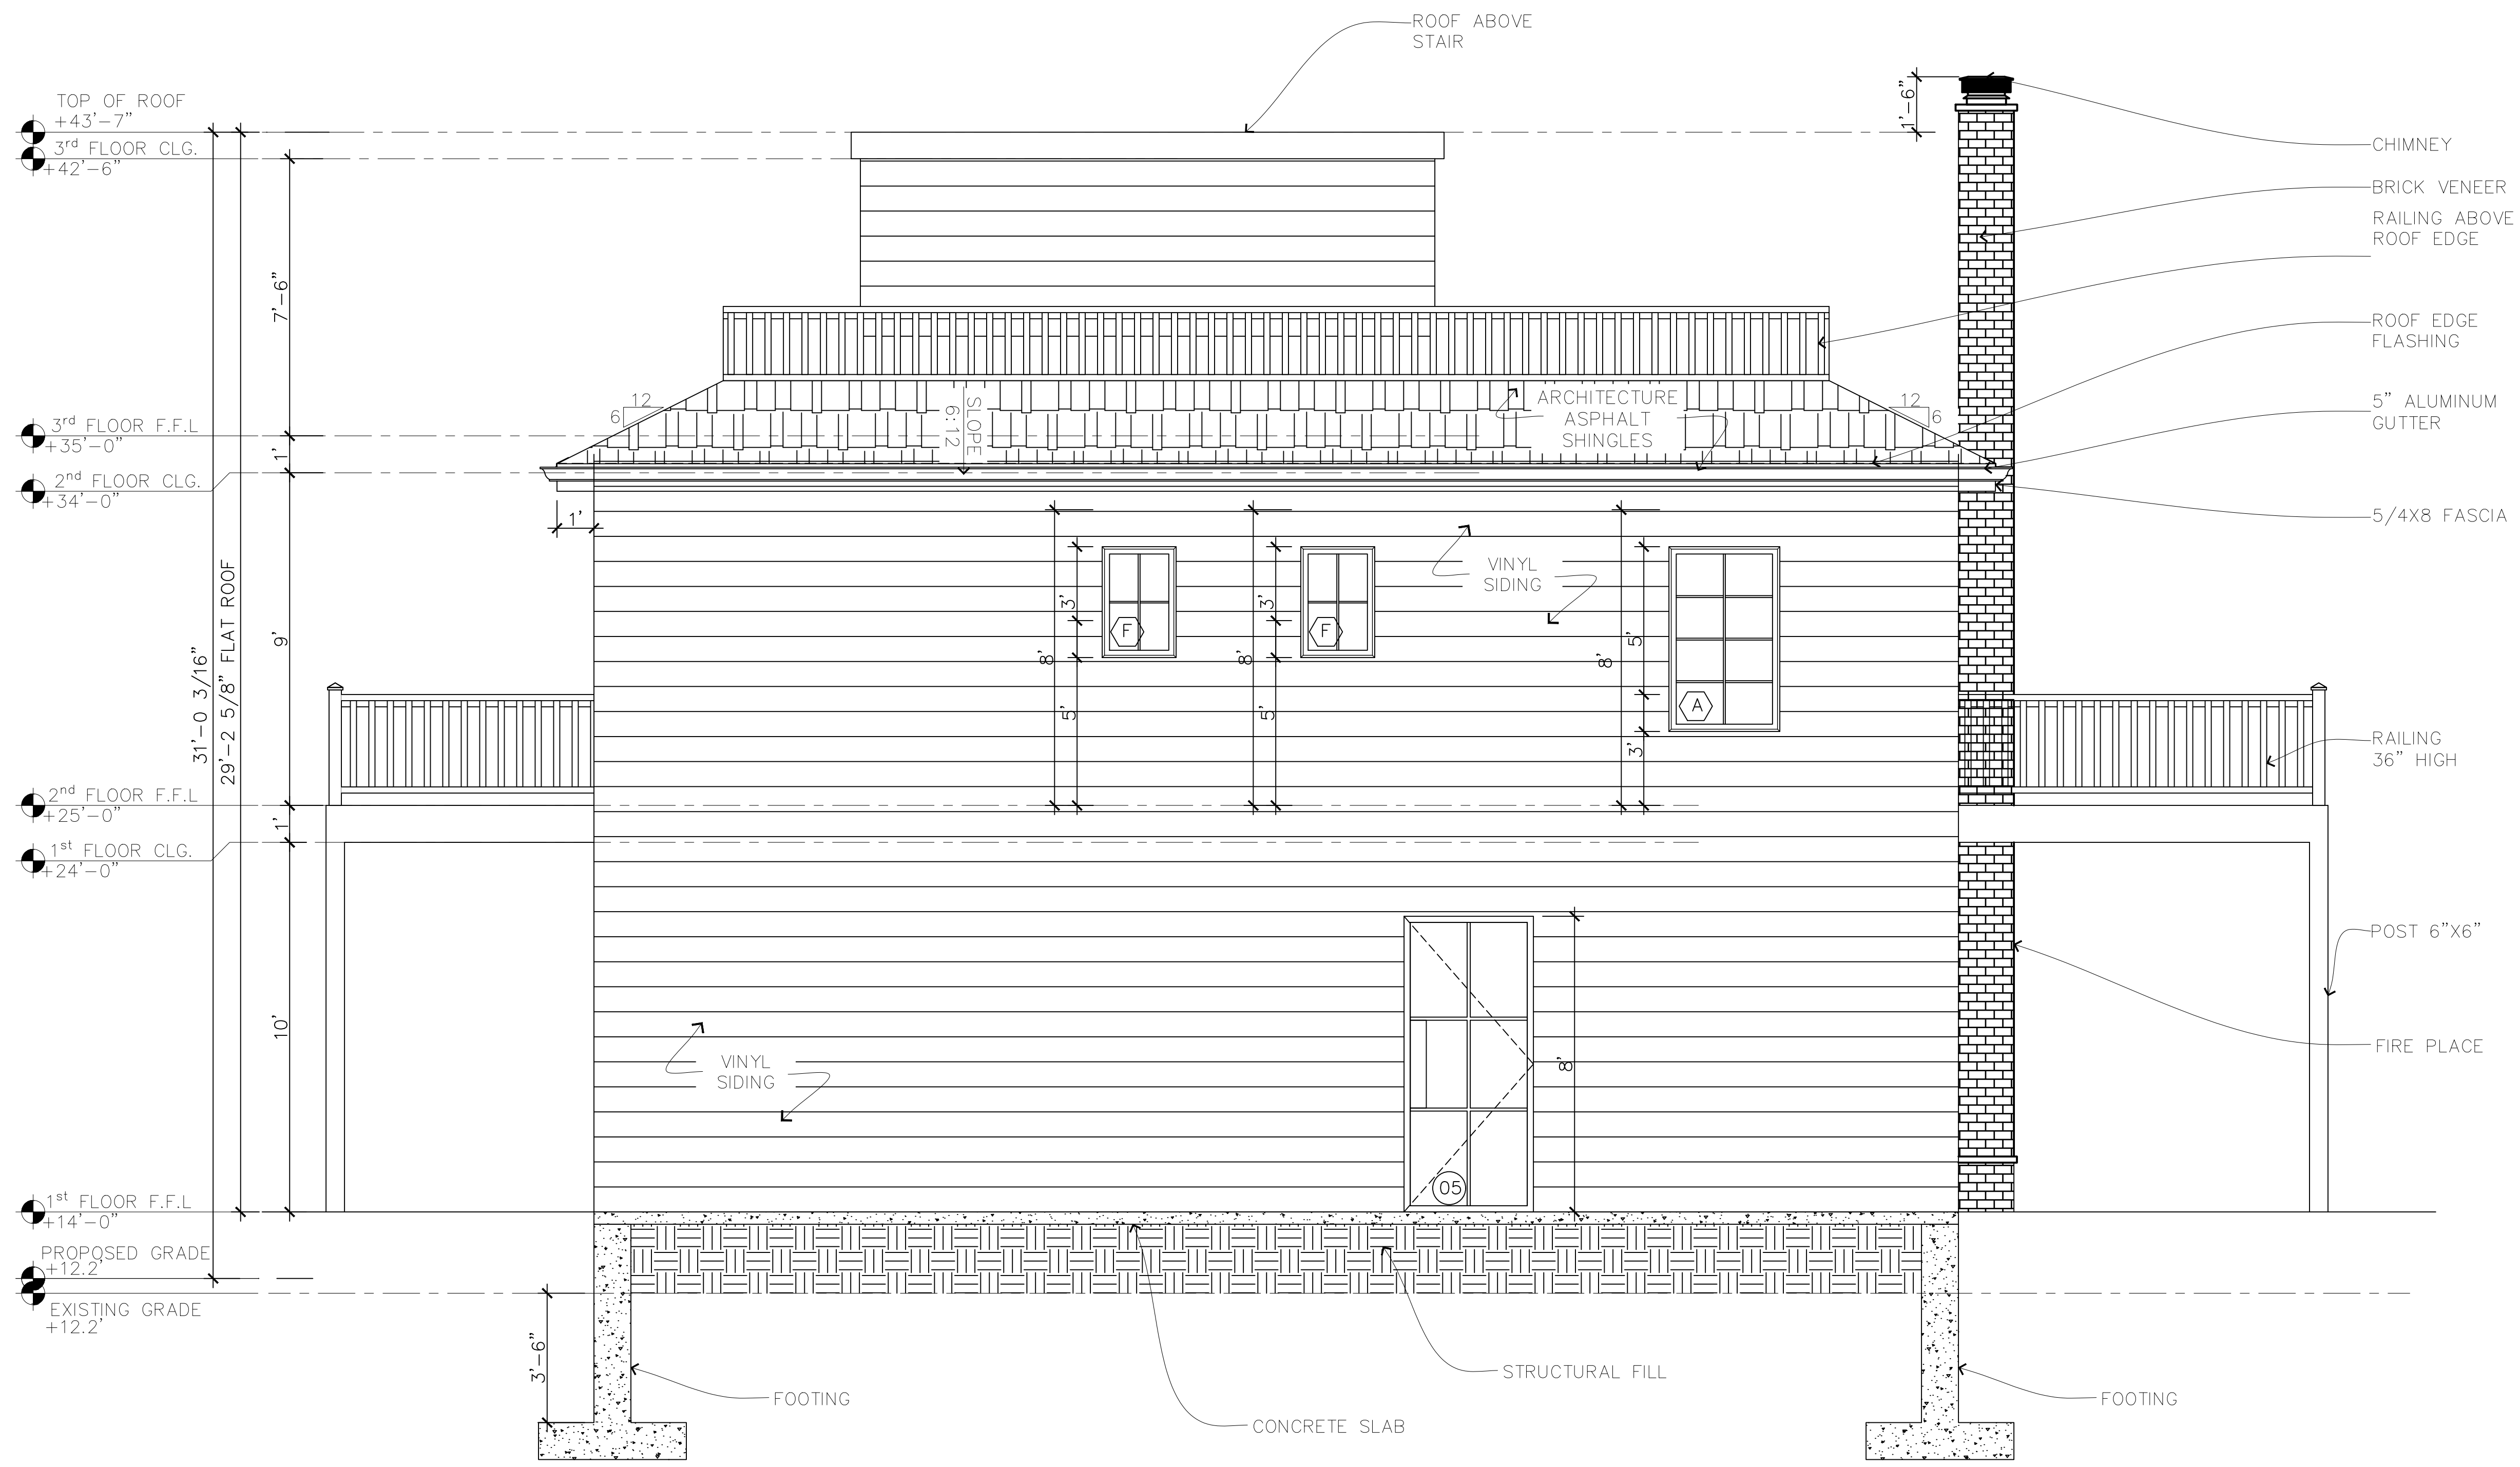 ROOF ABOVE
STAIR
TOP OF ROOF
+43'-7"
3rd FLOOR CLG.
+42'-6"
1'-6"
CHIMNEY
BRICK VENEER
RAILING ABOVE
ROOF EDGE
7'-6"
ROOF EDGE
FLASHING
12
6
SLOPE
6:12
ARCHITECTURE
ASPHALT
SHINGLES
12
6
5" ALUMINUM
GUTTER
3rd FLOOR F.F.L
+35'-0"
1'
2nd FLOOR CLG.
+34'-0"
1'
5/4X8 FASCIA
31'-0 3/16"
29'-2 5/8" FLAT ROOF
9'
8'
3'
5'
F
8'
3'
5'
F
VINYL
SIDING
8'
5'
3'
A
RAILING
36" HIGH
2nd FLOOR F.F.L
+25'-0"
1'
1st FLOOR CLG.
+24'-0"
POST 6"X6"
10'
VINYL
SIDING
8'
05
FIRE PLACE
1st FLOOR F.F.L
+14'-0"
PROPOSED GRADE
+12.2'
EXISTING GRADE
+12.2'
3'-6"
FOOTING
CONCRETE SLAB
STRUCTURAL FILL
FOOTING